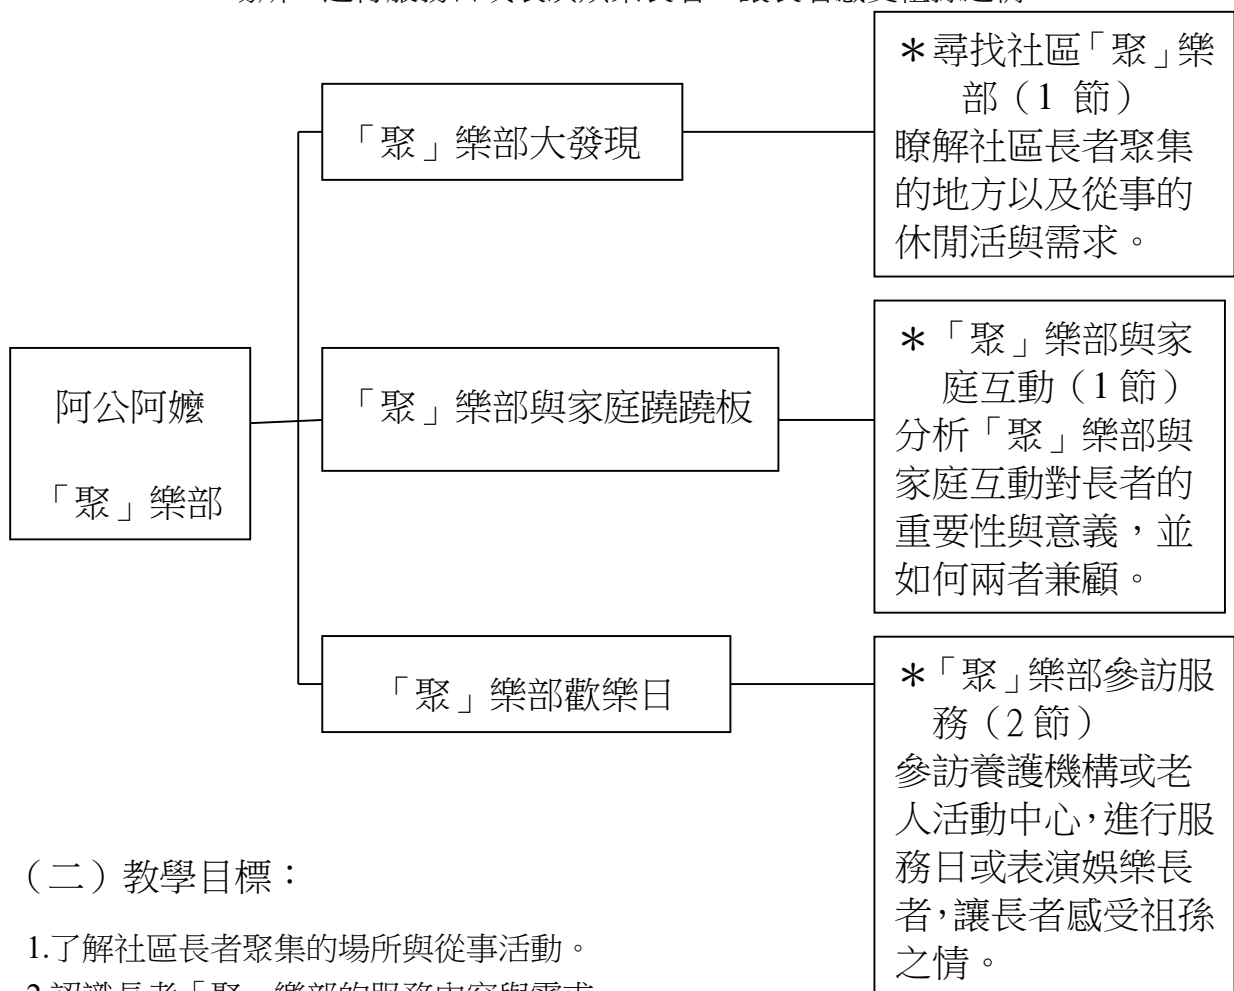 ＊尋找社區「聚」樂
部（1 節）
瞭解社區長者聚集
的地方以及從事的
休閒活與需求。
「聚」樂部大發現
＊「聚」樂部與家
庭互動（1節）
分析「聚」樂部與
家庭互動對長者的
重要性與意義，並
如何兩者兼顧。
「聚」樂部與家庭蹺蹺板
阿公阿嬤
「聚」樂部
＊「聚」樂部參訪服
務（2節）
參訪養護機構或老
人活動中心，進行服
務日或表演娛樂長
者，讓長者感受祖孫
之情。
「聚」樂部歡樂日
（二）教學目標：
1.了解社區長者聚集的場所與從事活動。